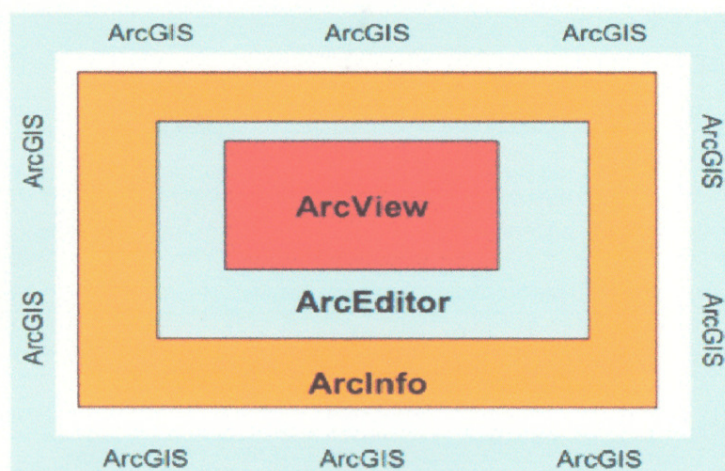 ArcGIS ArcGIS ArcGIS
ArcGIS ArcGIS
ArcView
ArcEditor
ArcGIS ArcGIS
ArcInfo
ArcGIS ArcGIS ArcGIS